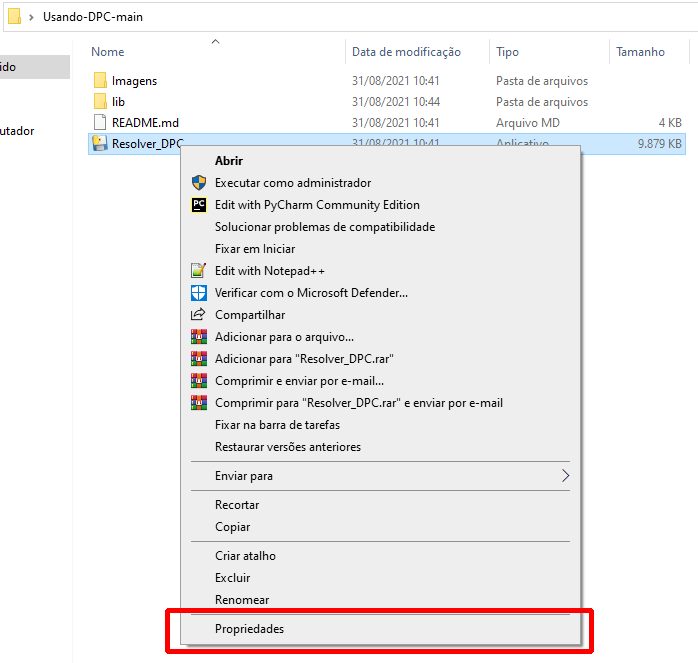 Usando-DPC-main
ido
Nome Data de modificação Tipo Tamanho
Imagens 31/08/2021 10:41 Pasta de arquivos
lib 31/08/2021 10:44 Pasta de arquivos
utador
README.md 31/08/2021 10:41 Arquivo MD 4 KB
Resolver_DPC 31/08/2021 10:41 Aplicativo 9.879 KB
Abrir
Executar como administrador
PC Edit with PyCharm Community Edition
Solucionar problemas de compatibilidade
Fixar em Iniciar
Edit with Notepad++
Verificar com o Microsoft Defender...
Compartilhar
Adicionar para o arquivo...
Adicionar para "Resolver_DPC.rar"
Comprimir e enviar por e-mail...
Comprimir para "Resolver_DPC.rar" e enviar por e-mail
Fixar na barra de tarefas
Restaurar versões anteriores
Enviar para
Recortar
Copiar
Criar atalho
Excluir
Renomear
Propriedades